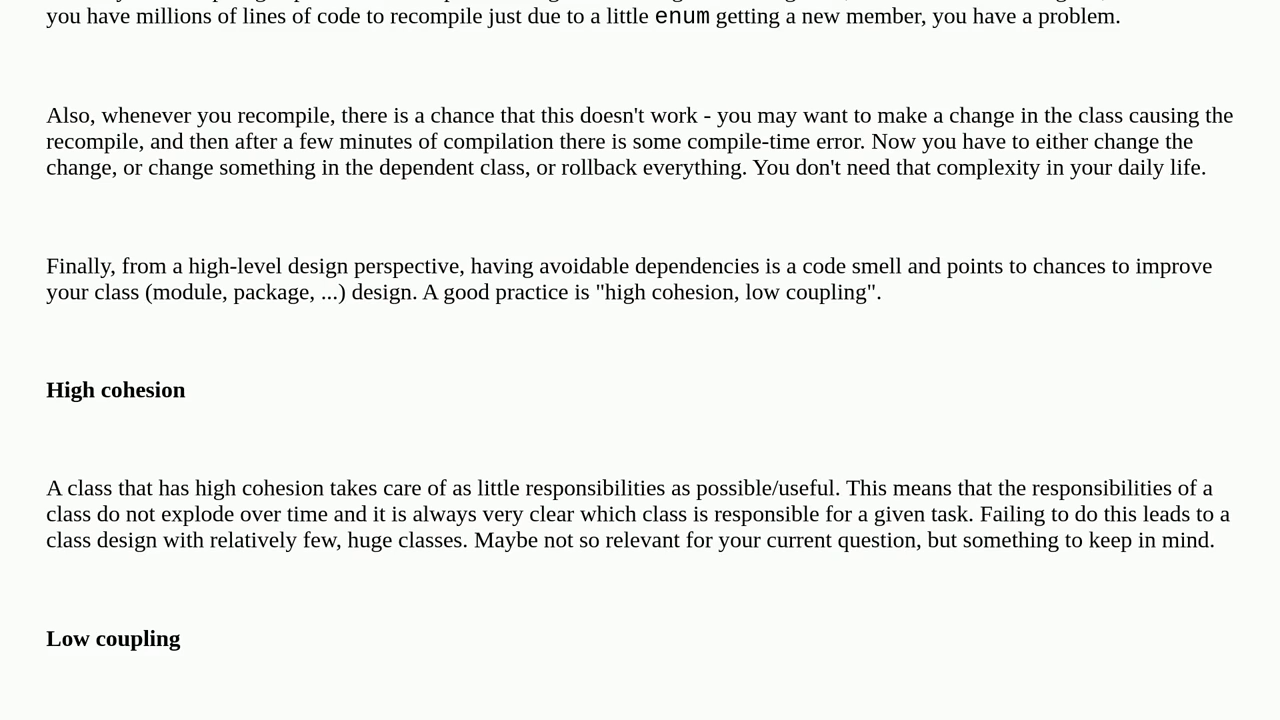 you have millions of lines of code to recompile just due to a little enum getting a new member, you have a problem.
Also, whenever you recompile, there is a chance that this doesn't work - you may want to make a change in the class causing the
recompile, and then after a few minutes of compilation there is some compile-time error. Now you have to either change the
change, or change something in the dependent class, or rollback everything. You don't need that complexity in your daily life.
Finally, from a high-level design perspective, having avoidable dependencies is a code smell and points to chances to improve
your class (module, package, ...) design. A good practice is "high cohesion, low coupling".
High cohesion
A class that has high cohesion takes care of as little responsibilities as possible/useful. This means that the responsibilities of a
class do not explode over time and it is always very clear which class is responsible for a given task. Failing to do this leads to a
class design with relatively few, huge classes. Maybe not so relevant for your current question, but something to keep in mind.
Low coupling